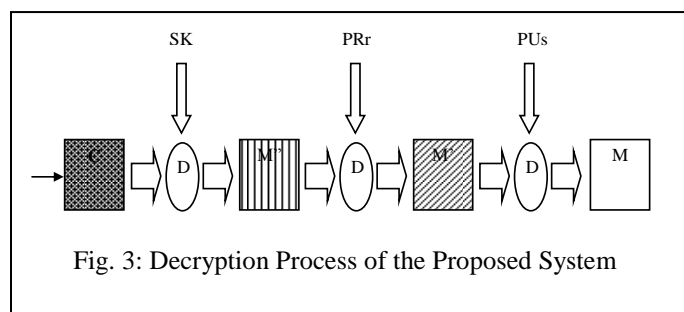 SK PRr PUs
C D M" D M' D M
Fig. 3: Decryption Process of the Proposed System